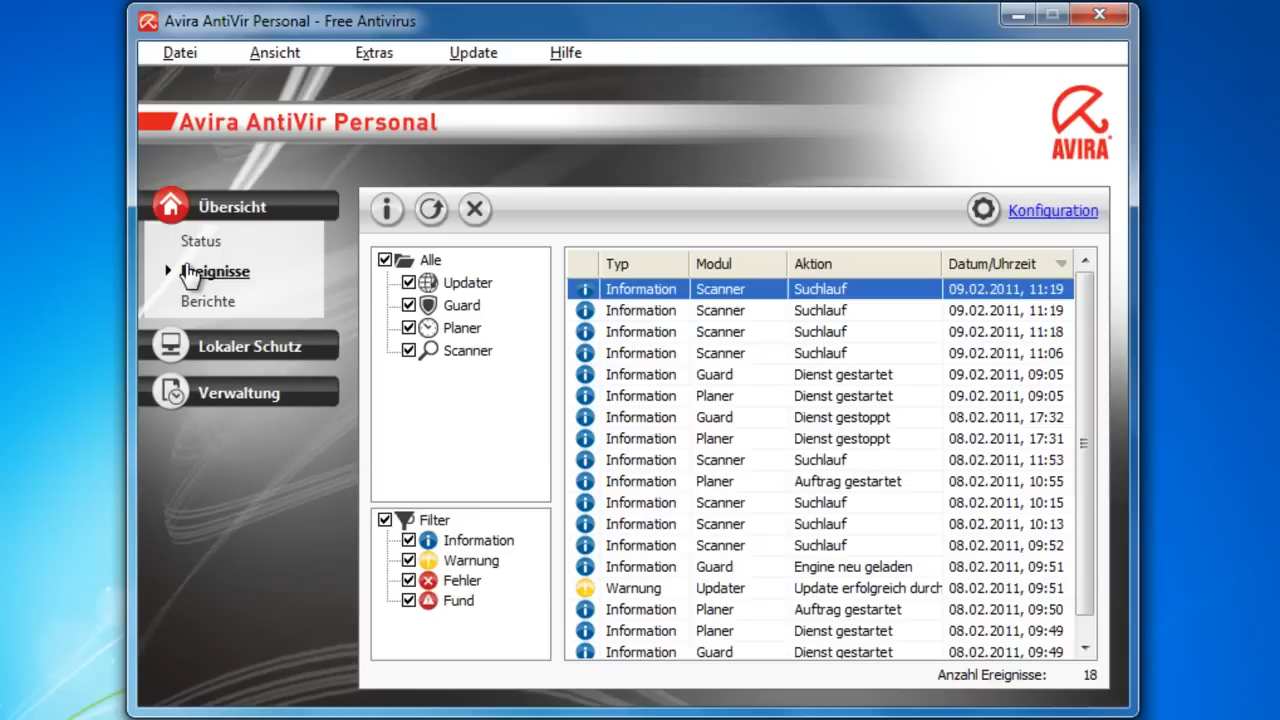 Avira AntiVir Personal - Free Antivirus
Datei Ansicht Extras Update Hilfe
Avira AntiVir Personal
AVIRA
Übersicht
Status
Ereignisse
Berichte
Lokaler Schutz
Verwaltung
Konfiguration
Alle
Updater
Guard
Planer
Scanner
Filter
Information
Warnung
Fehler
Fund
Typ Modul Aktion Datum/Uhrzeit
Information Scanner Suchlauf 09.02.2011, 11:19
Information Scanner Suchlauf 09.02.2011, 11:19
Information Scanner Suchlauf 09.02.2011, 11:18
Information Scanner Suchlauf 09.02.2011, 11:06
Information Guard Dienst gestartet 09.02.2011, 09:05
Information Planer Dienst gestartet 09.02.2011, 09:05
Information Guard Dienst gestoppt 08.02.2011, 17:32
Information Planer Dienst gestoppt 08.02.2011, 17:31
Information Scanner Suchlauf 08.02.2011, 11:53
Information Planer Auftrag gestartet 08.02.2011, 10:55
Information Scanner Suchlauf 08.02.2011, 10:15
Information Scanner Suchlauf 08.02.2011, 10:13
Information Scanner Suchlauf 08.02.2011, 09:52
Information Guard Engine neu geladen 08.02.2011, 09:51
Warnung Updater Update erfolgreich durch 08.02.2011, 09:51
Information Planer Auftrag gestartet 08.02.2011, 09:50
Information Planer Dienst gestartet 08.02.2011, 09:49
Information Guard Dienst gestartet 08.02.2011, 09:49
Anzahl Ereignisse: 18